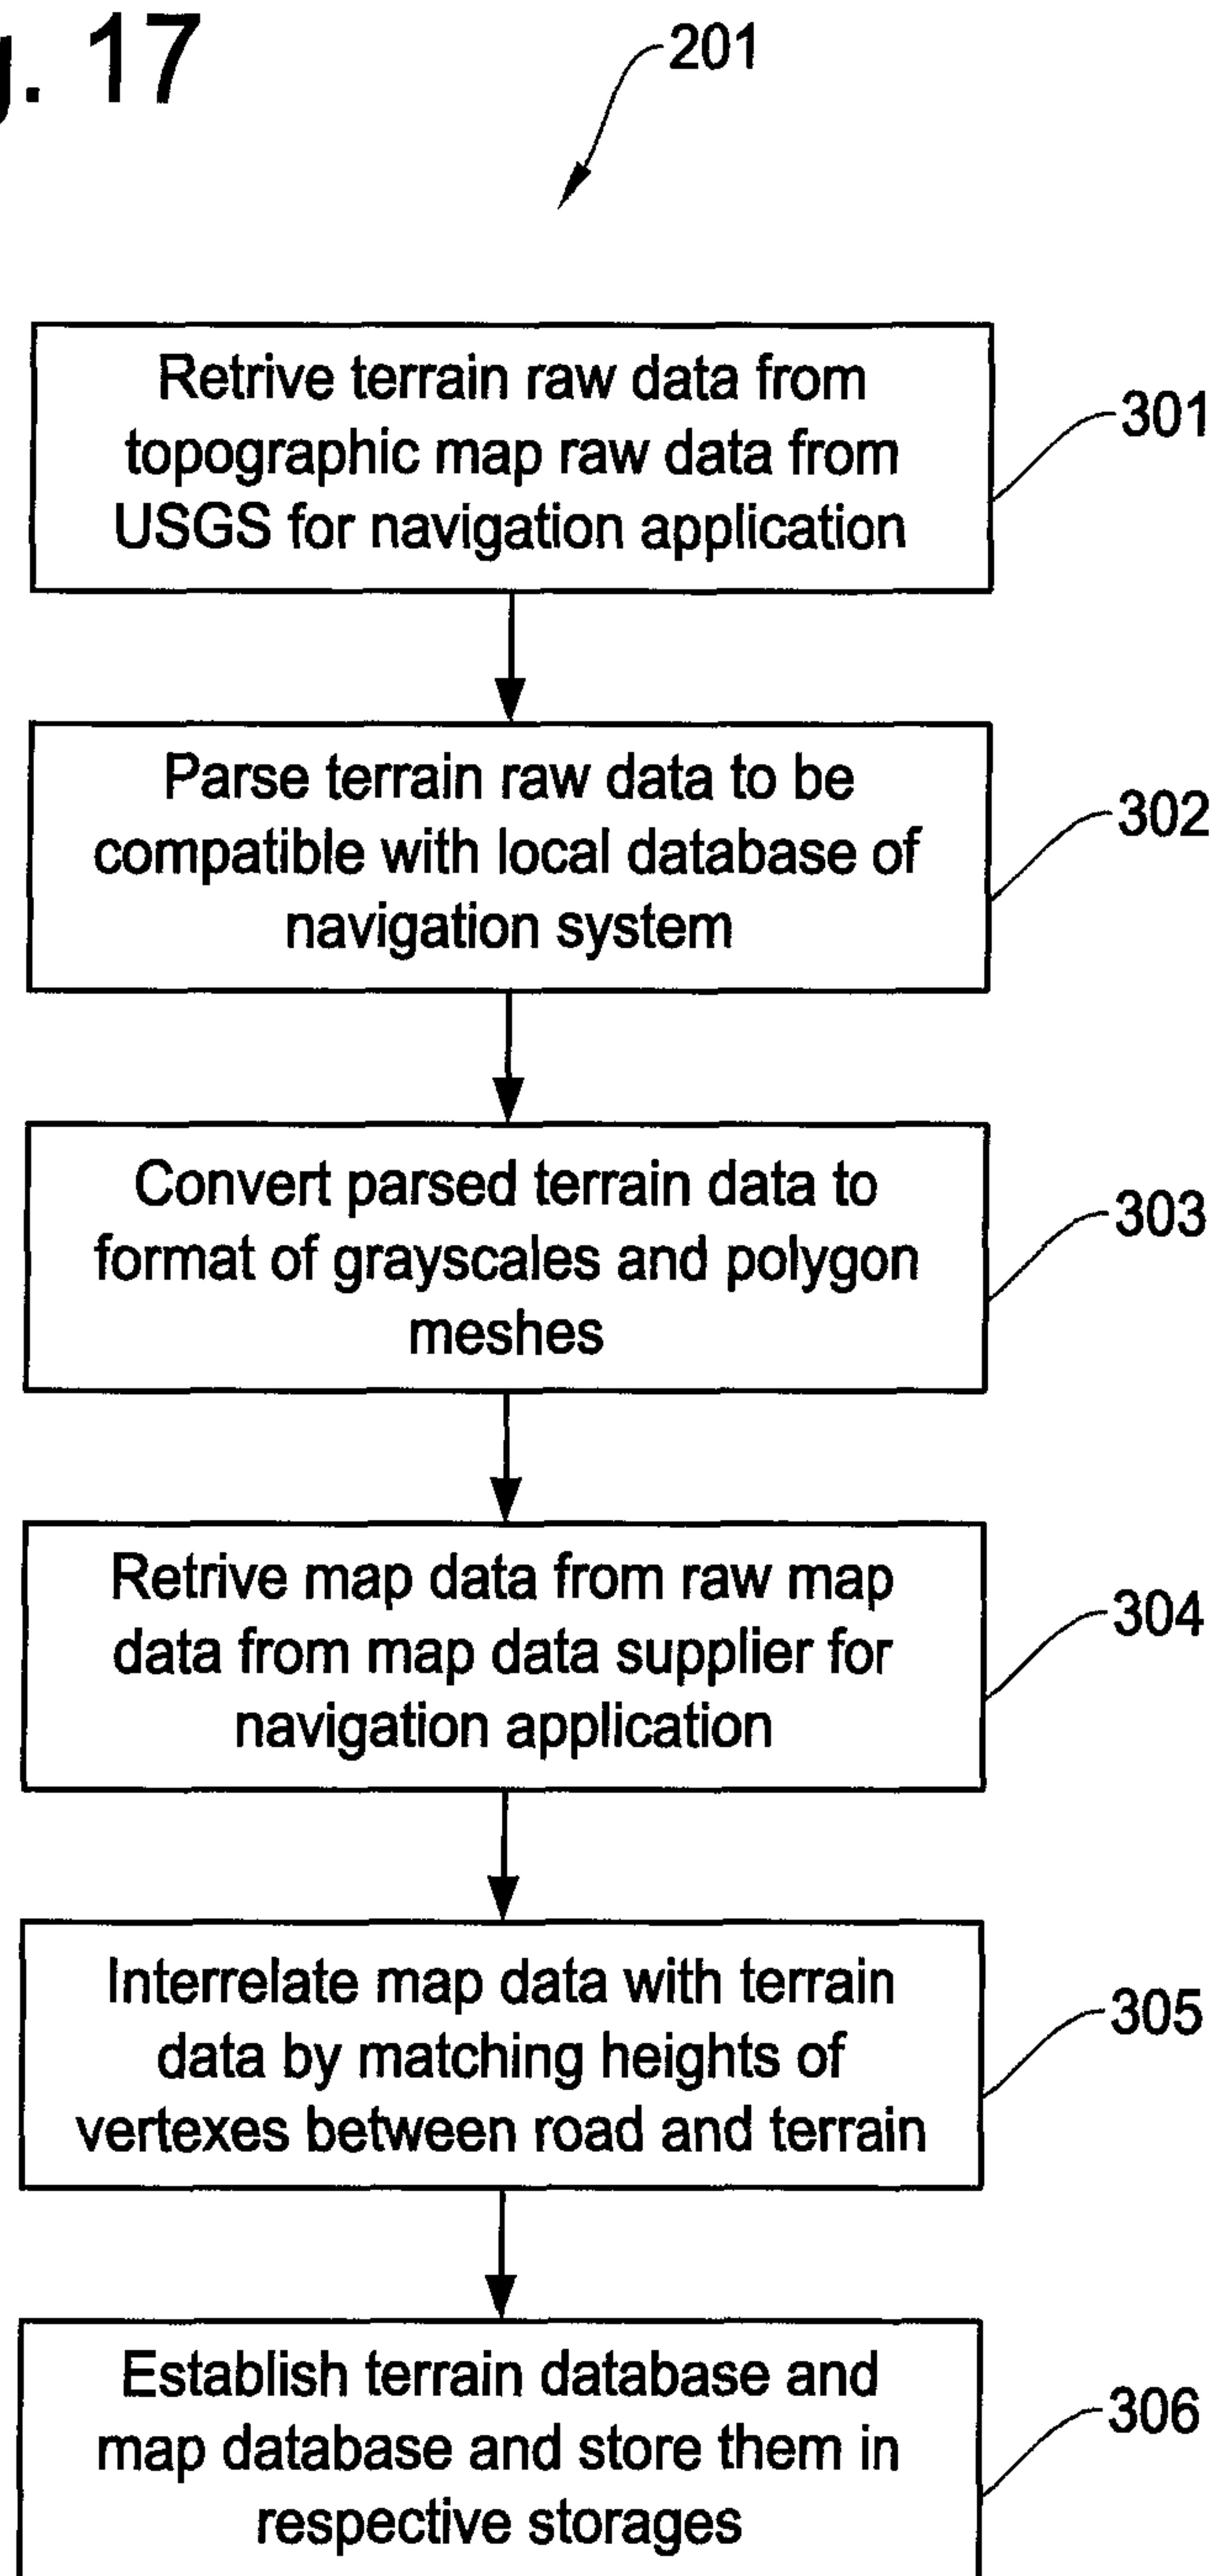 g. 17
201
Retrive terrain raw data from
topographic map raw data from
USGS for navigation application
301
Parse terrain raw data to be
compatible with local database of
navigation system
302
Convert parsed terrain data to
format of grayscales and polygon
meshes
303
Retrive map data from raw map
data from map data supplier for
navigation application
304
Interrelate map data with terrain
data by matching heights of
vertexes between road and terrain
305
Establish terrain database and
map database and store them in
respective storages
306